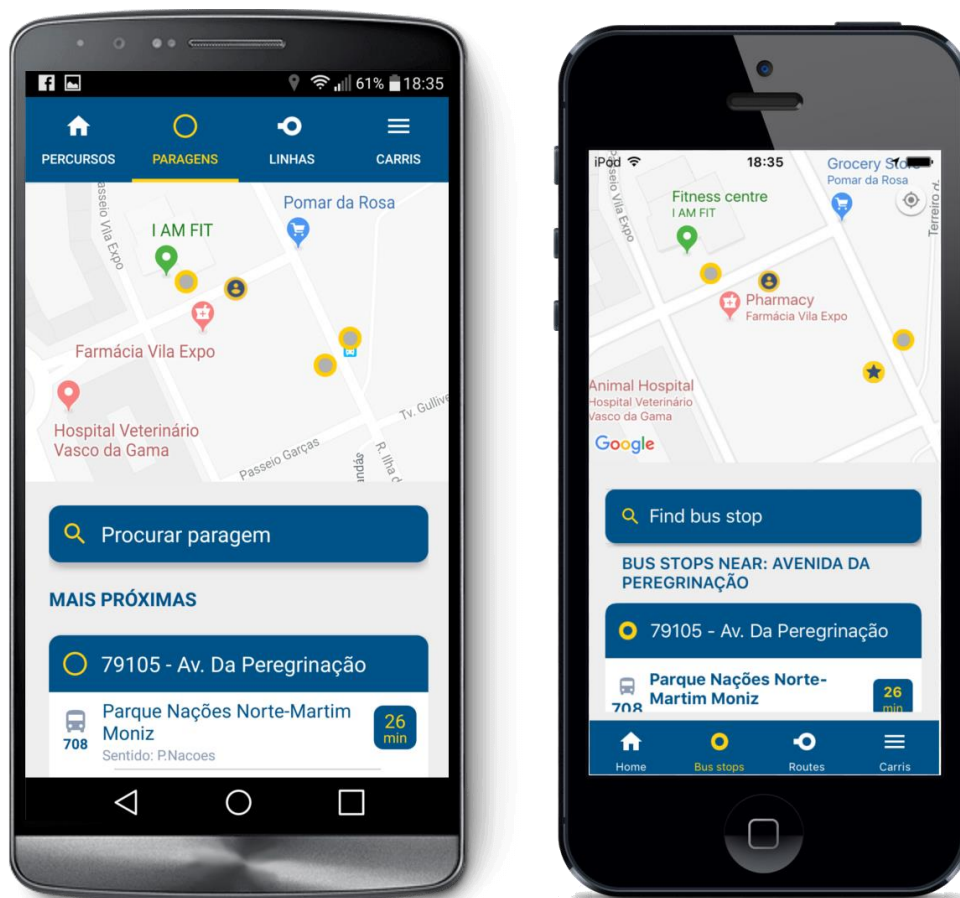 61% 18:35
PERCURSOS PARAGENS LINHAS CARRIS
Passeio Vila Expo
Pomar da Rosa
I AM FIT
Farmácia Vila Expo
Hospital Veterinário
Vasco da Gama
Tv. Gullive
Passeio Garças
R. Ilha d
Procurar paragem
MAIS PRÓXIMAS
79105 - Av. Da Peregrinação
Parque Nações Norte-Martim
Moniz
708
26
min
Sentido: P.Nacoes
iPod 18:35
Grocery Store
Pomar da Rosa
Fitness centre
I AM FIT
seio Vila Expo
Terreiro d.
Pharmacy
Farmácia Vila Expo
Animal Hospital
Hospital Veterinário
Vasco da Gama
Google
Find bus stop
BUS STOPS NEAR: AVENIDA DA
PEREGRINAÇÃO
79105 - Av. Da Peregrinação
Parque Nações Norte-
Martim Moniz
708
26
min
Home Bus stops Routes Carris